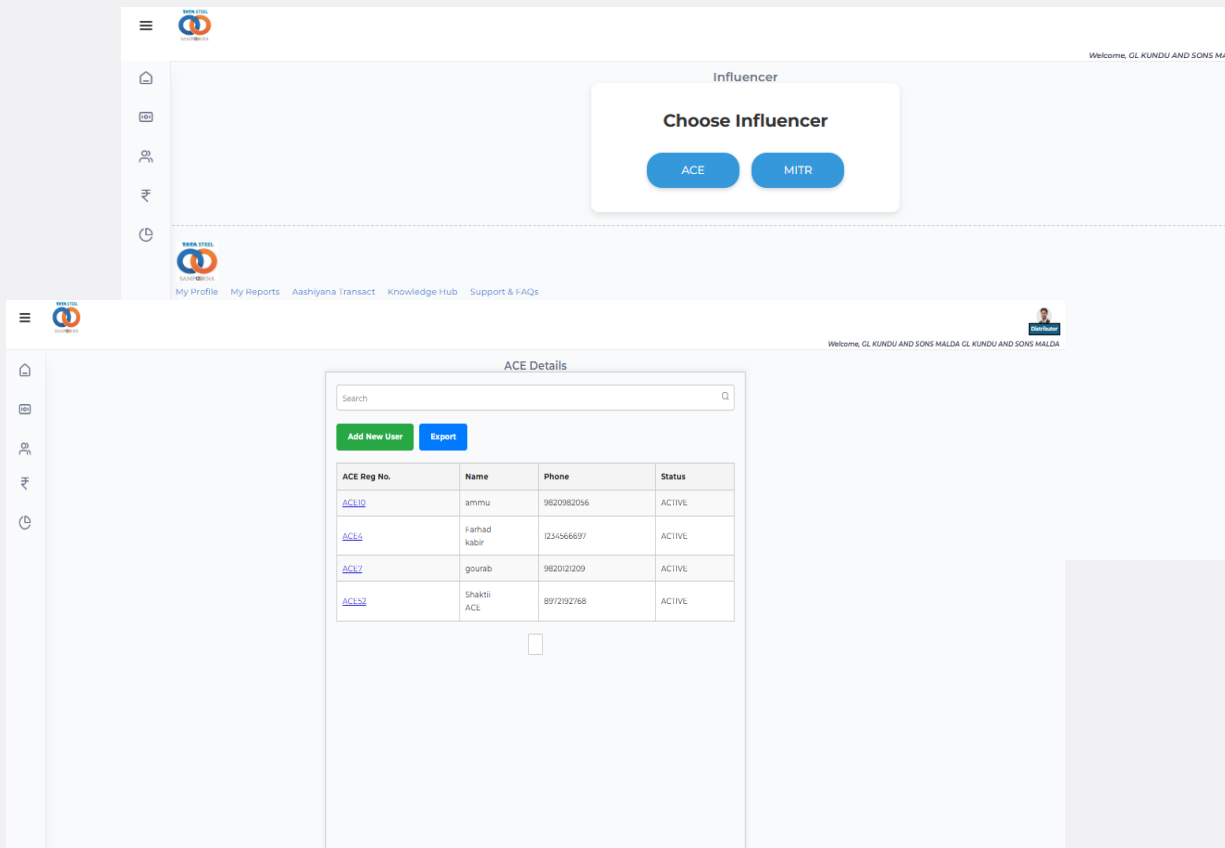 TATA STEEL
SAMPOORNA
Welcome, GL KUNDU AND SONS MA
Influencer
Choose Influencer
ACE MITR
TATA STEEL
SAMPOORNA
My Profile My Reports Aashiyana Transact Knowledge Hub Support & FAQs
TATA STEEL
SAMPOORNA
Distributor
Welcome, GL KUNDU AND SONS MALDA GL KUNDU AND SONS MALDA
ACE Details
Search
Add New User Export
ACE Reg No. Name Phone Status
ACE10 ammu 9820982056 ACTIVE
ACE4 Farhad kabir 1234566697 ACTIVE
ACE7 gourab 9820121209 ACTIVE
ACE52 Shaktii ACE 8972192768 ACTIVE